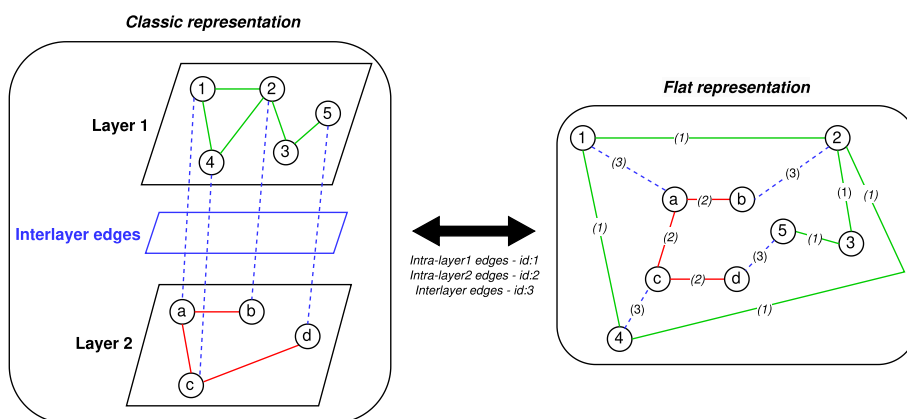 Classic representation
1
2
5
Layer 1
3
4
Interlayer edges
a
b
Layer 2
d
c
Intra-layer1 edges - id:1
Intra-layer2 edges - id:2
Interlayer edges - id:3
Flat representation
1
(1)
2
(3)
(3)
(1)
(1)
a
(2)
b
(1)
(2)
5
(1)
3
(3)
c
(2)
d
(3)
(1)
4